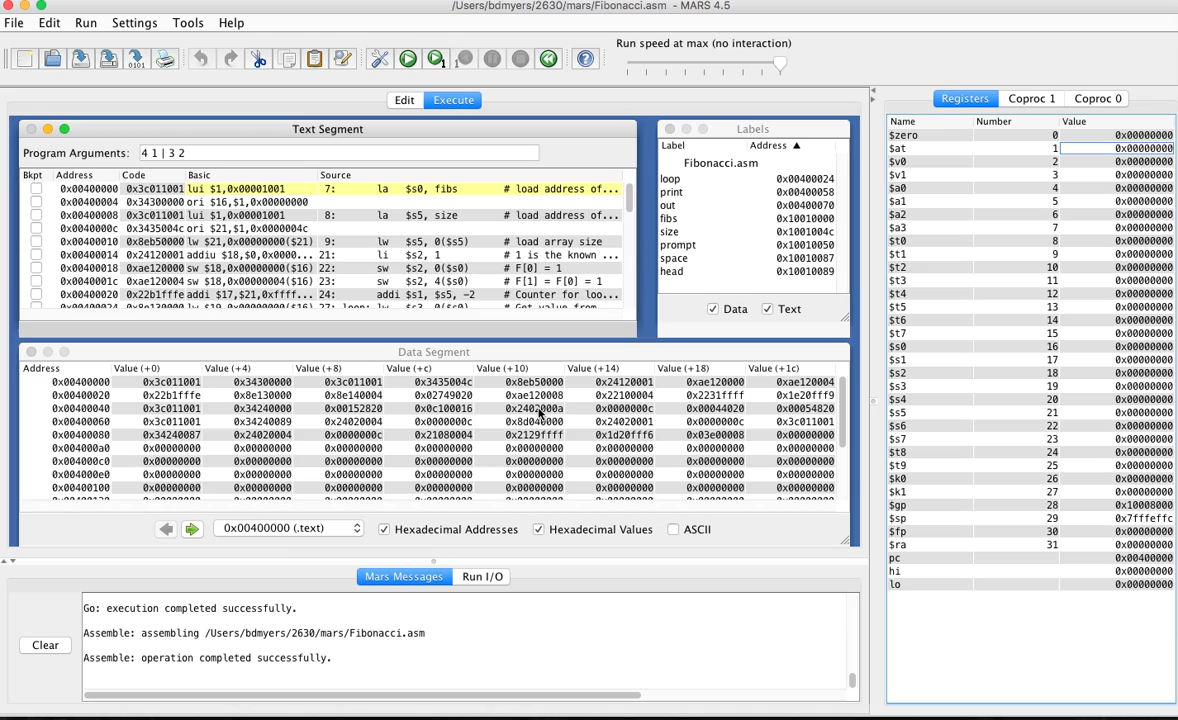 /Users/bdmyers/2630/mars/Fibonacci.asm - MARS 4.5
File Edit Run Settings Tools Help
Run speed at max (no interaction)
Edit Execute
Text Segment
Program Arguments: 4 1 | 3 2
Bkpt Address Code Basic Source
0x00400000 0x3c011001 lui $1,0x00001001 7: la $s0, fibs # load address of...
0x00400004 0x34300000 ori $16,$1,0x00000000
0x00400008 0x3c011001 lui $1,0x00001001 8: la $s5, size # load address of...
0x0040000c 0x3435004c ori $21,$1,0x0000004c
0x00400010 0x8eb50000 lw $21,0x00000000($21) 9: lw $s5, 0($s5) # load array size
0x00400014 0x24120001 addiu $18,$0,0x0000... 21: li $s2, 1 # 1 is the known ...
0x00400018 0xae120000 sw $18,0x00000000($16) 22: sw $s2, 0($s0) # F[0] = 1
0x0040001c 0xae120004 sw $18,0x00000004($16) 23: sw $s2, 4($s0) # F[1] = F[0] = 1
0x00400020 0x22b1fffe addi $17,$21,0xffff... 24: addi $s1, $s5, -2 # Counter for loo...
Labels
Label Address ▲
Fibonacci.asm
loop 0x00400024
print 0x00400058
out 0x00400070
fibs 0x10010000
size 0x1001004c
prompt 0x10010050
space 0x10010087
head 0x10010089
Data Text
Data Segment
Address Value (+0) Value (+4) Value (+8) Value (+c) Value (+10) Value (+14) Value (+18) Value (+1c)
0x00400000 0x3c011001 0x34300000 0x3c011001 0x3435004c 0x8eb50000 0x24120001 0xae120000 0xae120004
0x00400020 0x22b1fffe 0x8e130000 0x8e140004 0x02749020 0xae120008 0x22100004 0x2231ffff 0x1e20fff9
0x00400040 0x3c011001 0x34240000 0x00152820 0x0c100016 0x2402000a 0x0000000c 0x00044020 0x00054820
0x00400060 0x3c011001 0x34240089 0x24020004 0x0000000c 0x8d040000 0x24020001 0x0000000c 0x3c011001
0x00400080 0x34240087 0x24020004 0x0000000c 0x21080004 0x2129ffff 0x1d20fff6 0x03e00008 0x00000000
0x004000a0 0x00000000 0x00000000 0x00000000 0x00000000 0x00000000 0x00000000 0x00000000 0x00000000
0x004000c0 0x00000000 0x00000000 0x00000000 0x00000000 0x00000000 0x00000000 0x00000000 0x00000000
0x004000e0 0x00000000 0x00000000 0x00000000 0x00000000 0x00000000 0x00000000 0x00000000 0x00000000
0x00400100 0x00000000 0x00000000 0x00000000 0x00000000 0x00000000 0x00000000 0x00000000 0x00000000
0x00400000 (.text) Hexadecimal Addresses Hexadecimal Values ASCII
Mars Messages Run I/O
Go: execution completed successfully.
Assemble: assembling /Users/bdmyers/2630/mars/Fibonacci.asm
Assemble: operation completed successfully.
Clear
Registers Coproc 1 Coproc 0
Name Number Value
$zero 0 0x00000000
$at 1 0x00000000
$v0 2 0x00000000
$v1 3 0x00000000
$a0 4 0x00000000
$a1 5 0x00000000
$a2 6 0x00000000
$a3 7 0x00000000
$t0 8 0x00000000
$t1 9 0x00000000
$t2 10 0x00000000
$t3 11 0x00000000
$t4 12 0x00000000
$t5 13 0x00000000
$t6 14 0x00000000
$t7 15 0x00000000
$s0 16 0x00000000
$s1 17 0x00000000
$s2 18 0x00000000
$s3 19 0x00000000
$s4 20 0x00000000
$s5 21 0x00000000
$s6 22 0x00000000
$s7 23 0x00000000
$t8 24 0x00000000
$t9 25 0x00000000
$k0 26 0x00000000
$k1 27 0x00000000
$gp 28 0x10008000
$sp 29 0x7fffeffc
$fp 30 0x00000000
$ra 31 0x00000000
pc 0x00400000
hi 0x00000000
lo 0x00000000